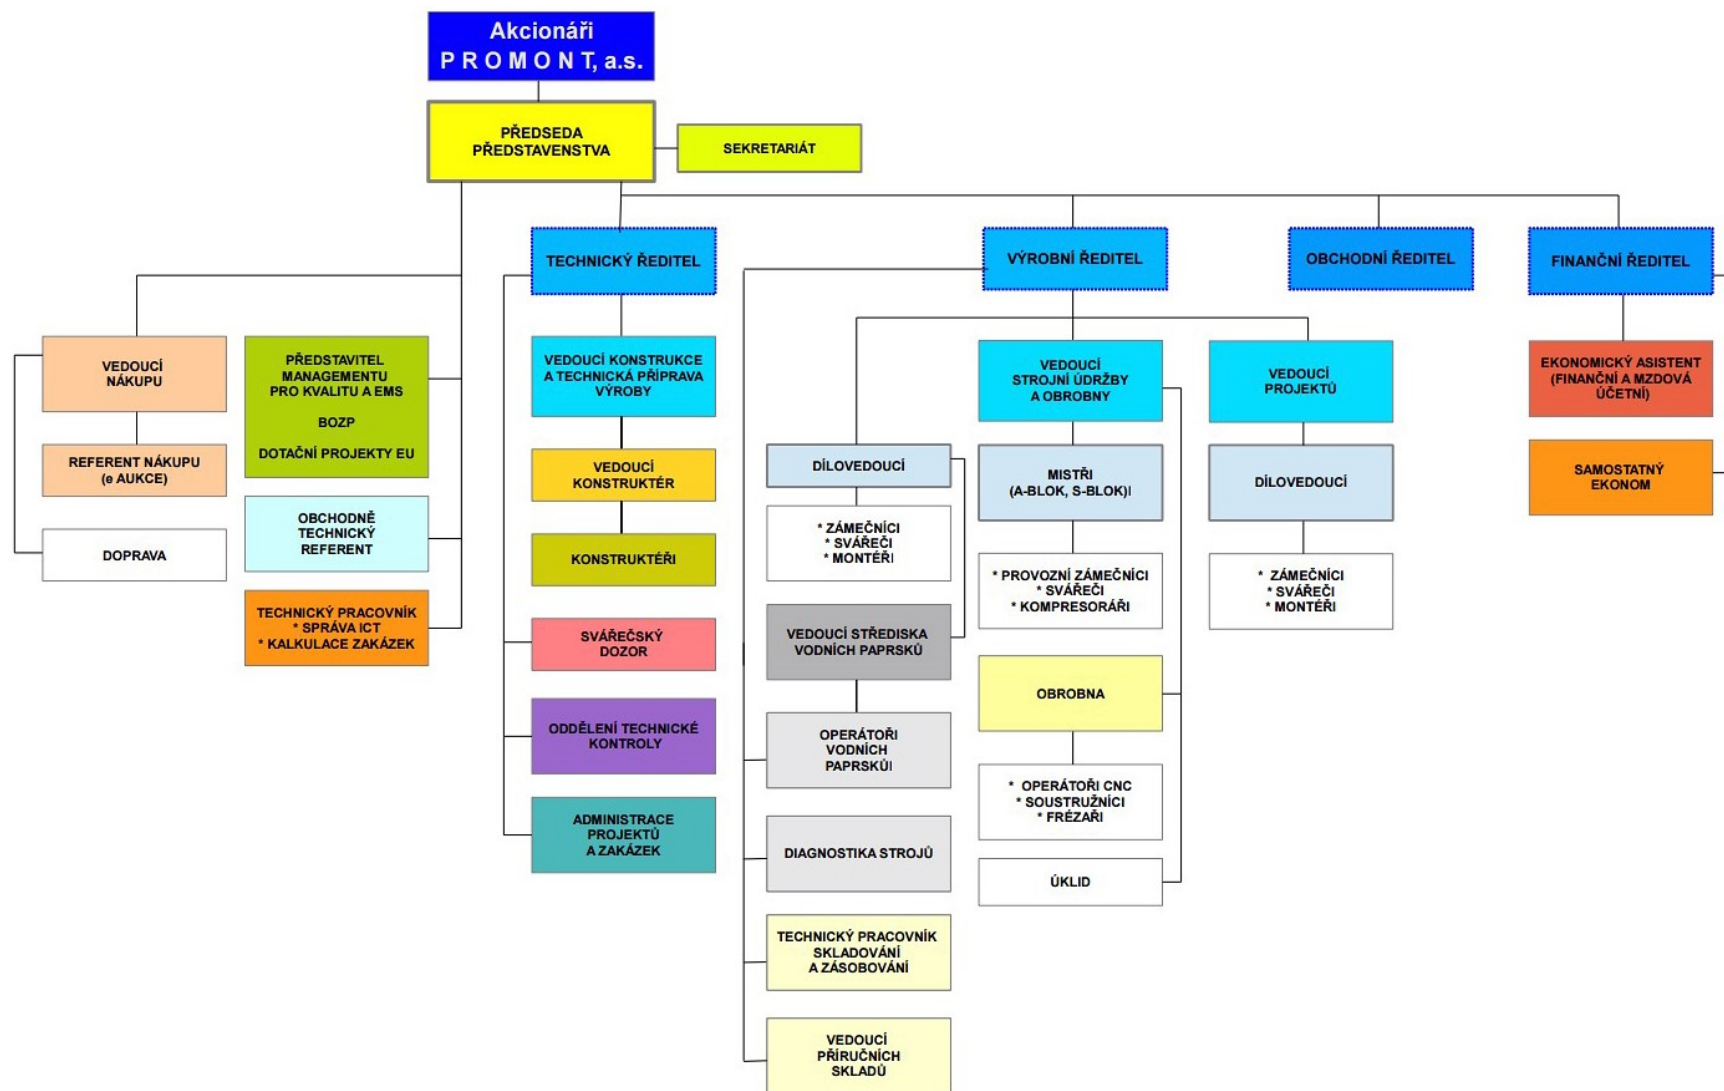 Akcionáři
P R O M O N T, a.s.
PŘEDSEDA
PŘEDSTAVENSTVA
SEKRETARIÁT
TECHNICKÝ ŘEDITEL
VÝROBNÍ ŘEDITEL
OBCHODNÍ ŘEDITEL
FINANČNÍ ŘEDITEL
VEDOUCÍ
NÁKUPU
REFERENT NÁKUPU
(e AUKCE)
DOPRAVA
PŘEDSTAVITEL
MANAGEMENTU
PRO KVALITU A EMS
BOZP
DOTAČNÍ PROJEKTY EU
OBCHODNĚ
TECHNICKÝ
REFERENT
TECHNICKÝ PRACOVNÍK
* SPRÁVA ICT
* KALKULACE ZAKÁZEK
VEDOUCÍ KONSTRUKCE
A TECHNICKÁ PŘÍPRAVA
VÝROBY
VEDOUCÍ
KONSTRUKTÉR
KONSTRUKTÉŘI
SVÁŘEČSKÝ
DOZOR
ODDĚLENÍ TECHNICKÉ
KONTROLY
ADMINISTRACE
PROJEKTŮ
A ZAKÁZEK
DÍLOVEDOUCÍ
* ZÁMEČNÍCI
* SVÁŘEČI
* MONTÉŘI
VEDOUCÍ STŘEDISKA
VODNÍCH PAPRSKŮ
OPERÁTOŘI
VODNÍCH
PAPRSKŮI
DIAGNOSTIKA STROJŮ
TECHNICKÝ PRACOVNÍK
SKLADOVÁNÍ
A ZÁSOBOVÁNÍ
VEDOUCÍ
PŘÍRUČNÍCH
SKLADŮ
VEDOUCÍ
STROJNÍ ÚDRŽBY
A OBROBNY
MISTŘI
(A-BLOK, S-BLOK)I
* PROVOZNÍ ZÁMEČNÍCI
* SVÁŘEČI
* KOMPRESORÁŘI
OBROBNA
* OPERÁTOŘI CNC
* SOUSTRUŽNÍCI
* FRÉZAŘI
ÚKLID
VEDOUCÍ
PROJEKTŮ
DÍLOVEDOUCÍ
* ZÁMEČNÍCI
* SVÁŘEČI
* MONTÉŘI
EKONOMICKÝ ASISTENT
(FINANČNÍ A MZDOVÁ
ÚČETNÍ)
SAMOSTATNÝ
EKONOM